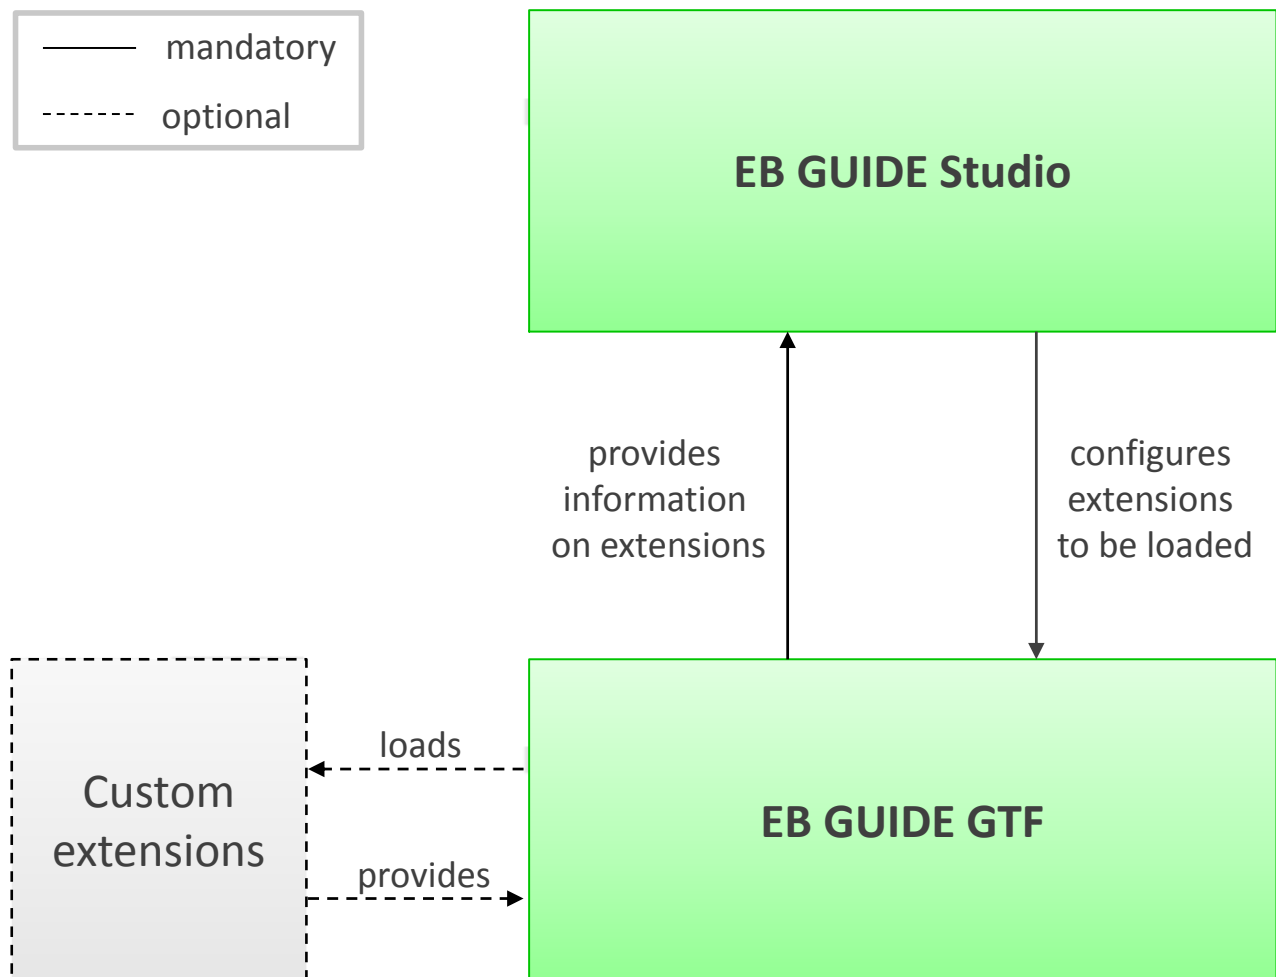 mandatory
optional
EB GUIDE Studio
provides
information
on extensions
configures
extensions
to be loaded
loads
Custom
extensions
EB GUIDE GTF
provides